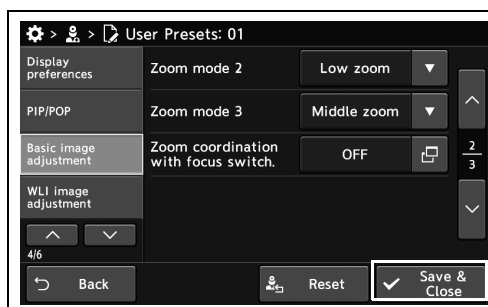 > > User Presets: 01
Display
preferences
Zoom mode 2
Low zoom
PIP/POP
Zoom mode 3
Middle zoom
Basic image
adjustment
Zoom coordination
with focus switch.
OFF
2
3
WLI image
adjustment
4/6
Back
Reset
Save &
Close